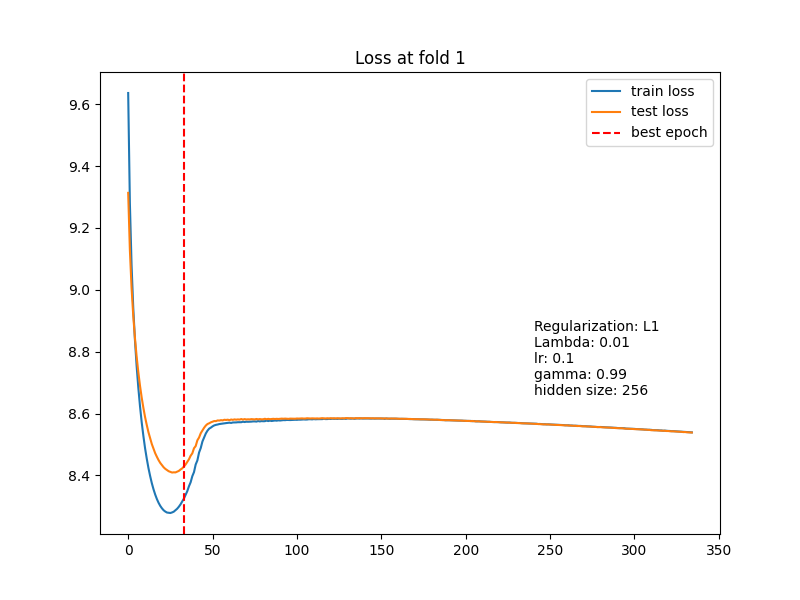 Loss at fold 1
train loss
test loss
best epoch
9.6
9.4
9.2
9.0
8.8
8.6
8.4
Regularization: L1
Lambda: 0.01
lr: 0.1
gamma: 0.99
hidden size: 256
0 50 100 150 200 250 300 350